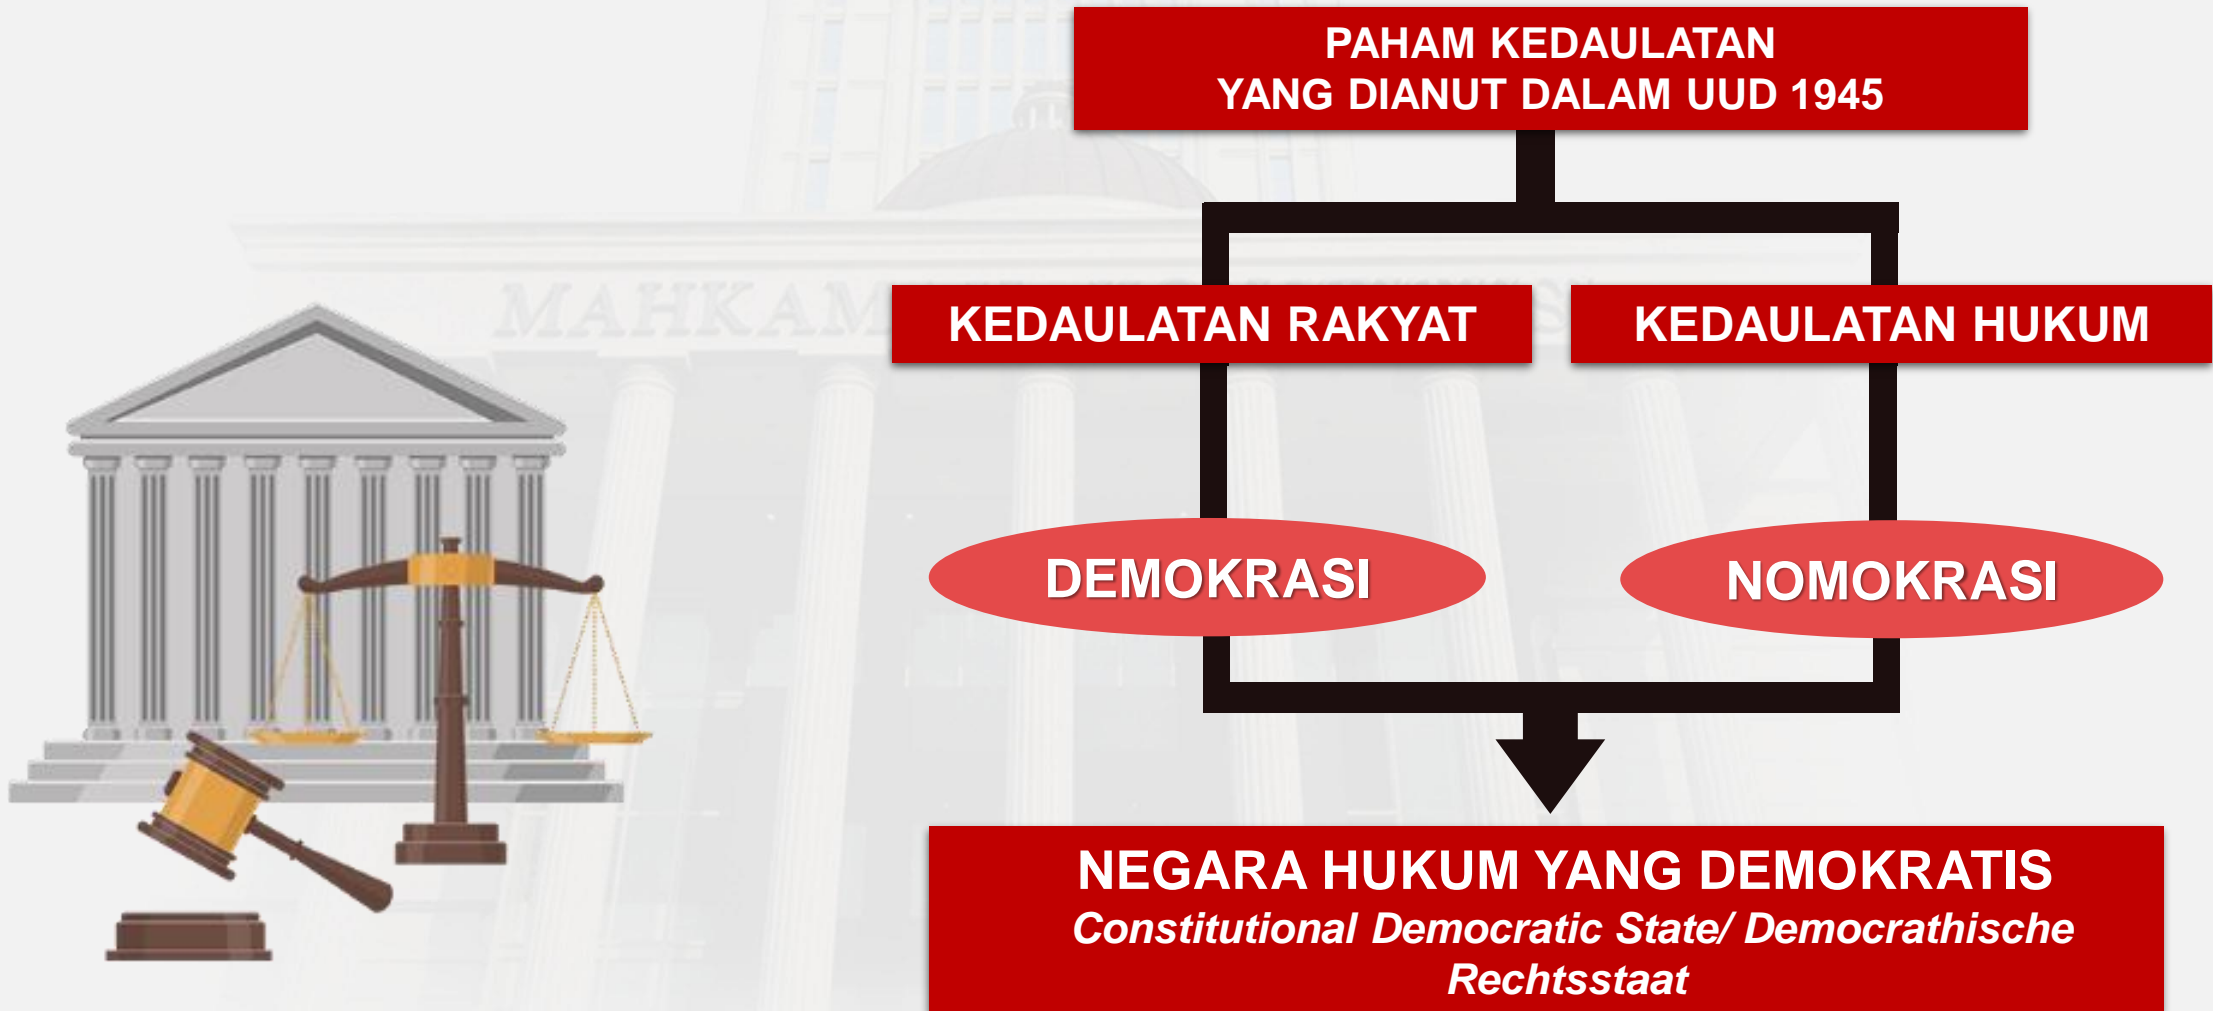 PAHAM KEDAULATAN
YANG DIANUT DALAM UUD 1945
MAHKAM
KEDAULATAN RAKYAT
KEDAULATAN HUKUM
DEMOKRASI
NOMOKRASI
NEGARA HUKUM YANG DEMOKRATIS
Constitutional Democratic State/ Democrathische
Rechtsstaat